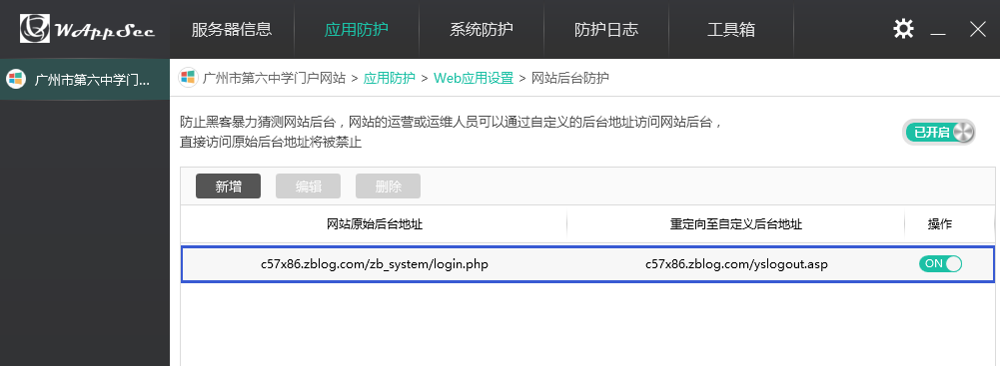 WAppSec
服务器信息 应用防护 系统防护 防护日志 工具箱
广州市第六中学门...
广州市第六中学门户网站 > 应用防护 > Web应用设置 > 网站后台防护
防止黑客暴力猜测网站后台，网站的运营或运维人员可以通过自定义的后台地址访问网站后台，
直接访问原始后台地址将被禁止
已开启
新增 编辑 删除
网站原始后台地址 重定向至自定义后台地址 操作
c57x86.zblog.com/zb_system/login.php c57x86.zblog.com/yslogout.asp ON